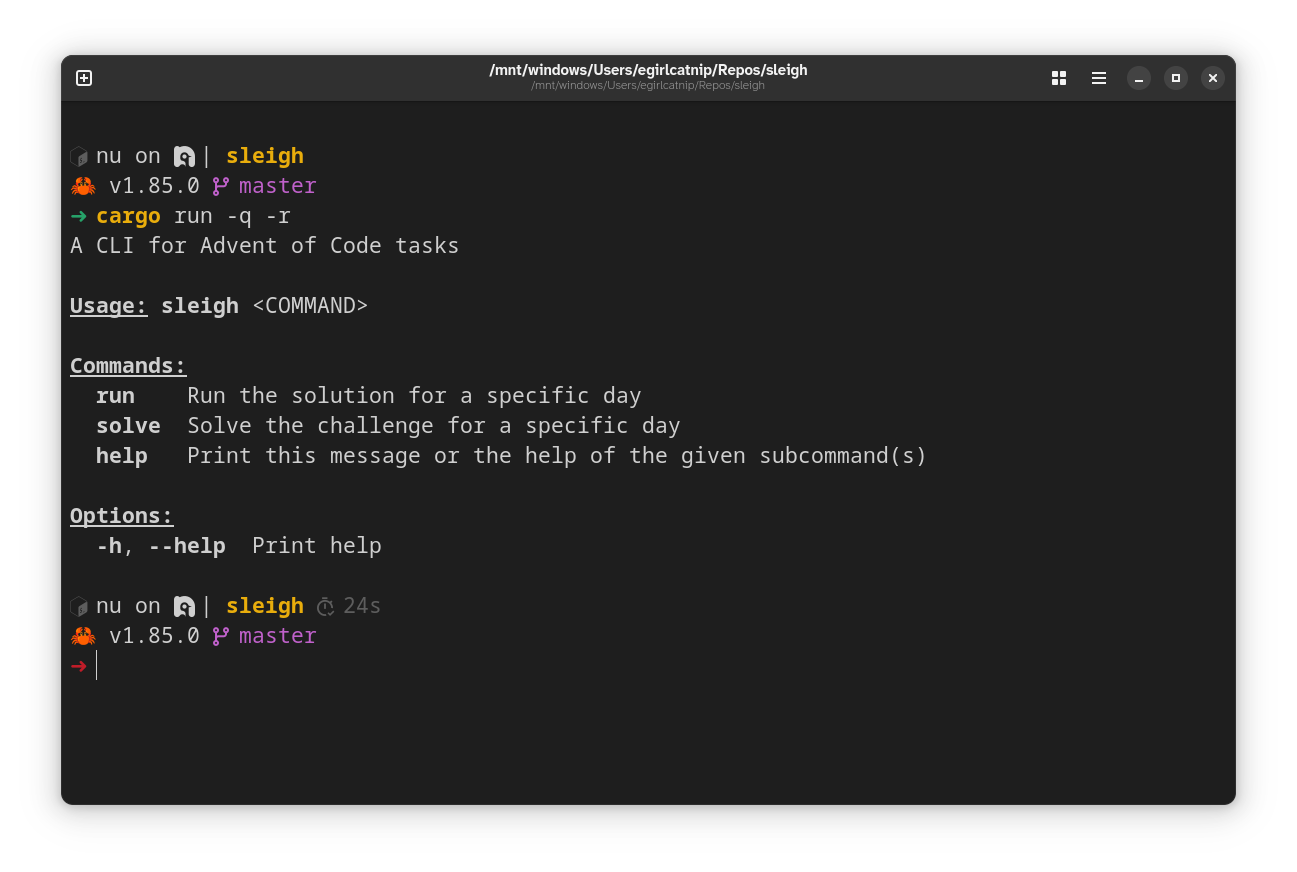 /mnt/windows/Users/egirlcatnip/Repos/sleigh
/mnt/windows/Users/egirlcatnip/Repos/sleigh
nu on | sleigh
v1.85.0 master
➜ cargo run -q -r
A CLI for Advent of Code tasks
Usage: sleigh <COMMAND>
Commands:
run Run the solution for a specific day
solve Solve the challenge for a specific day
help Print this message or the help of the given subcommand(s)
Options:
-h, --help Print help
nu on | sleigh 24s
v1.85.0 master
➜